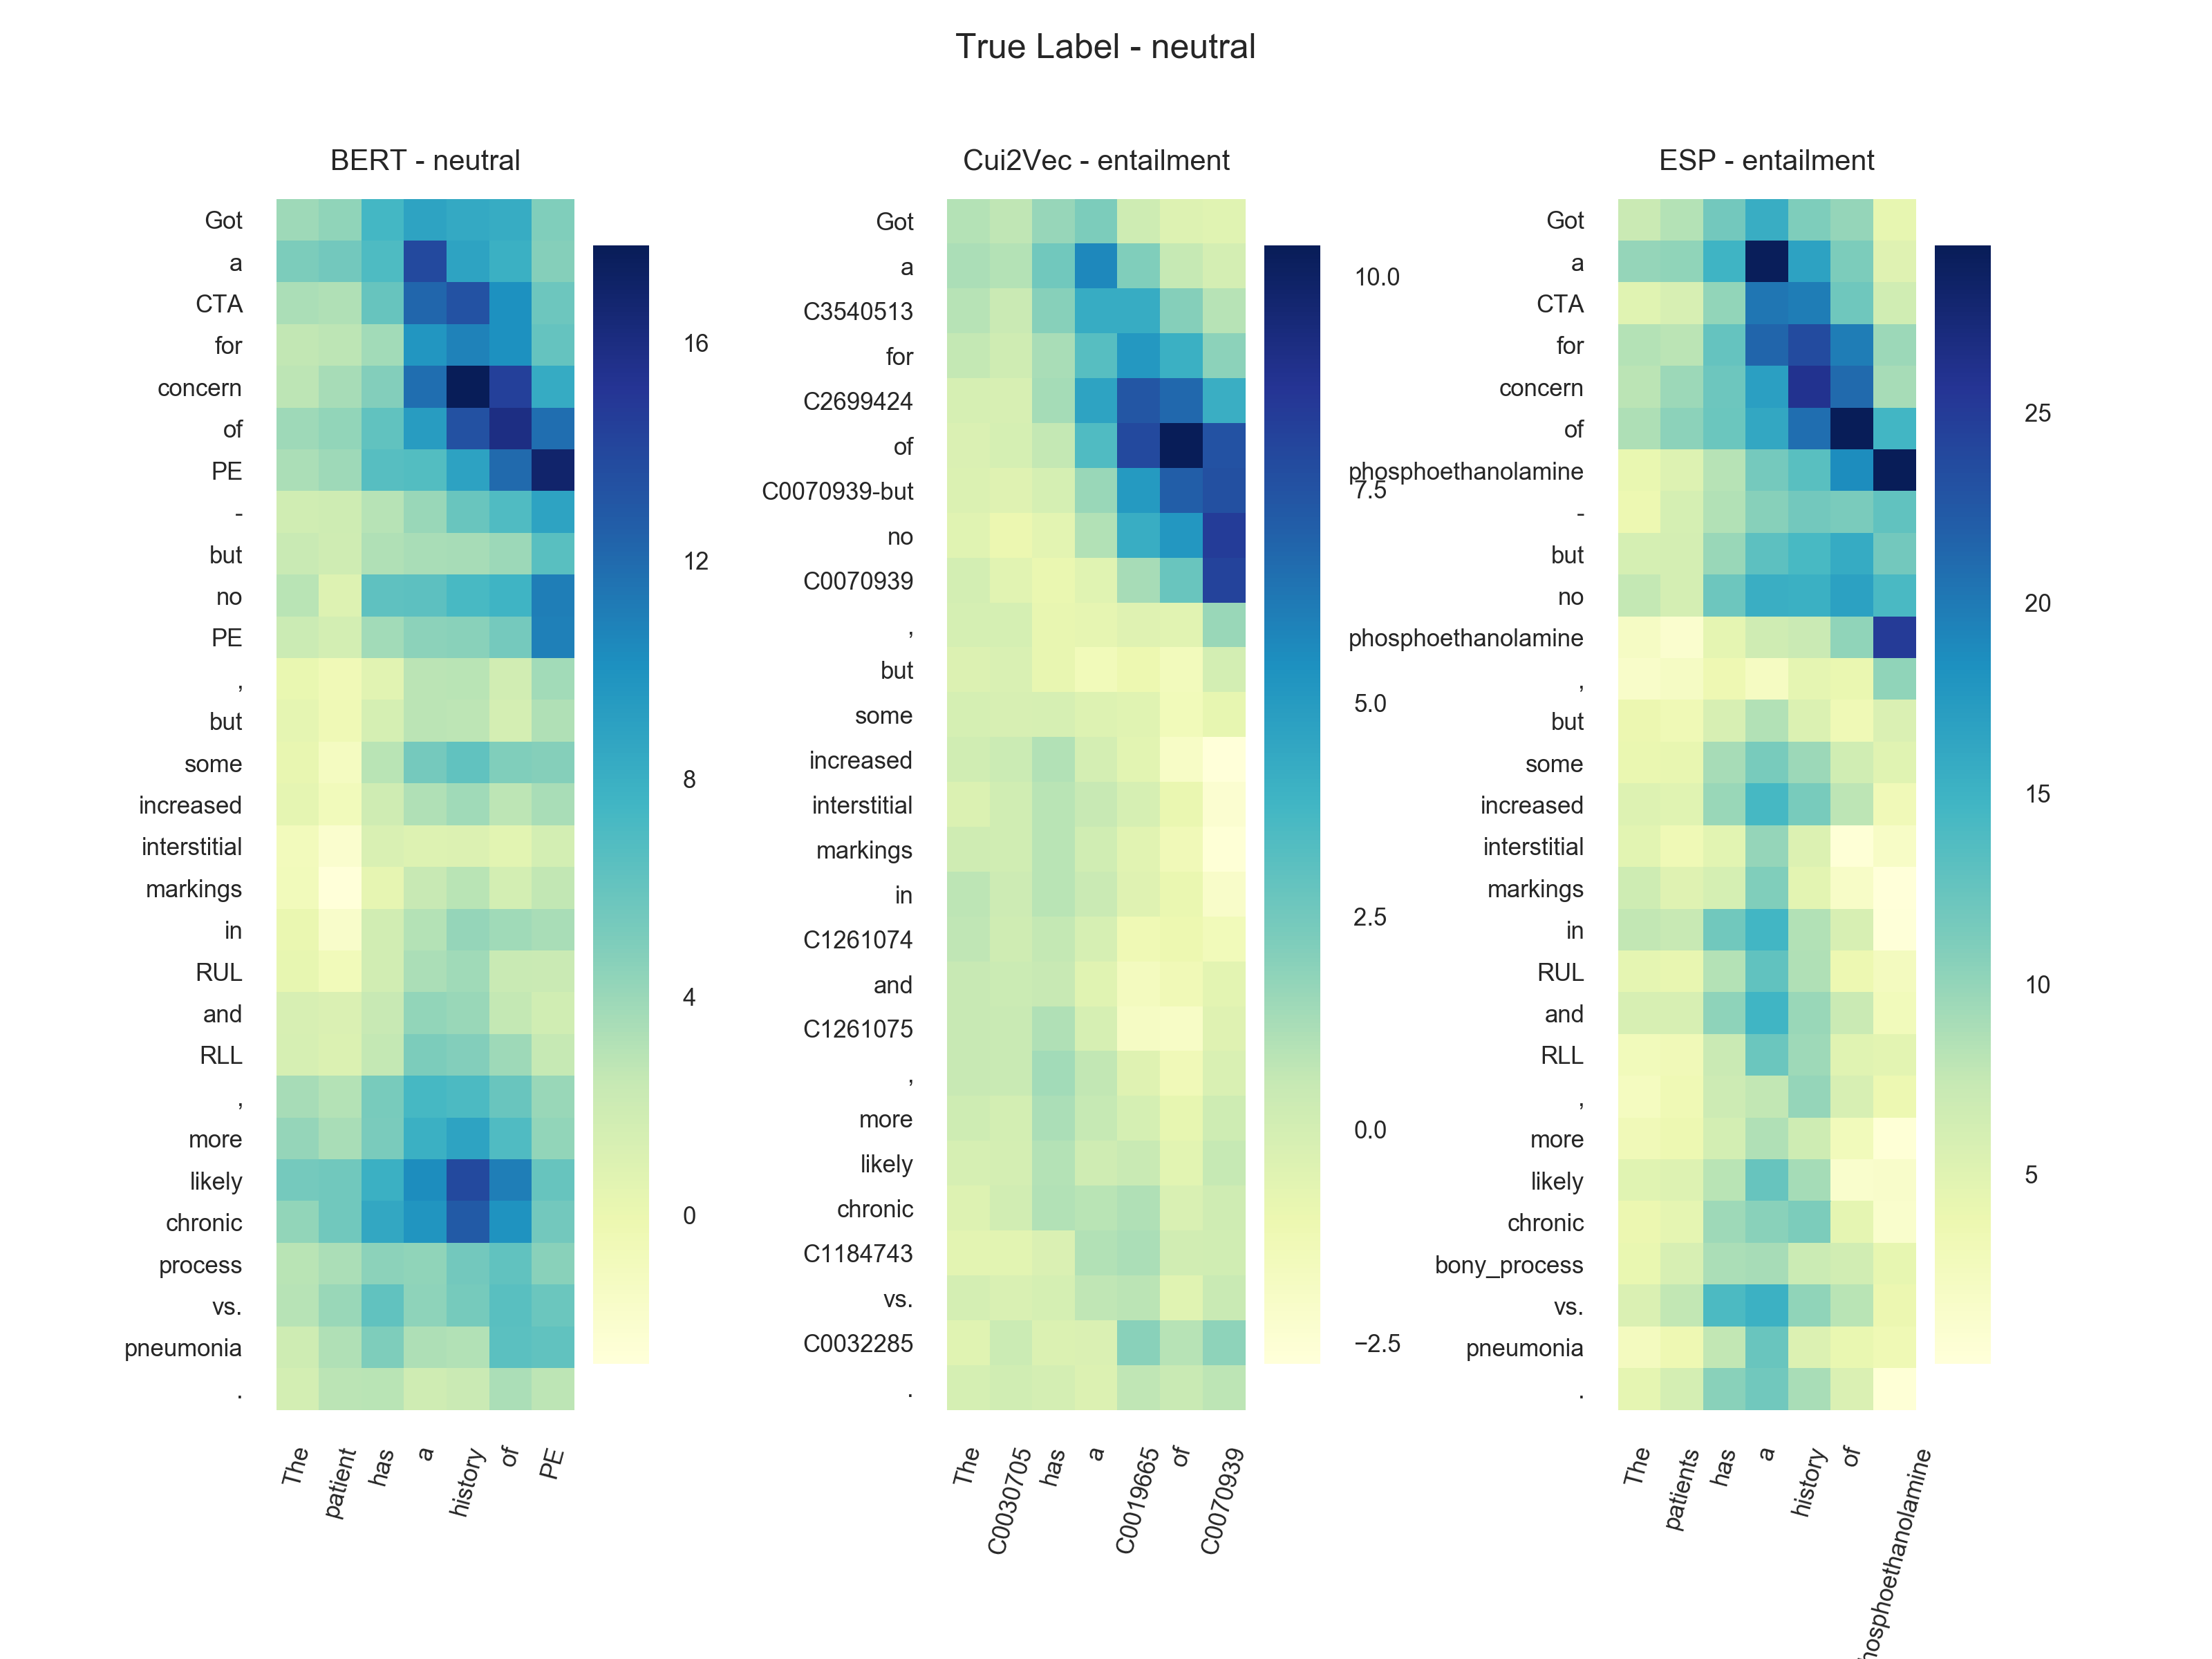 True Label - neutral
BERT - neutral
Got
a
CTA
for
concern
of
PE
-
but
no
PE
,
but
some
increased
interstitial
markings
in
RUL
and
RLL
,
more
likely
chronic
process
vs.
pneumonia
.
The
patient
has
a
history
of
PE
16
12
8
4
0
Cui2Vec - entailment
Got
a
C3540513
for
C2699424
of
C0070939-but
no
C0070939
,
but
some
increased
interstitial
markings
in
C1261074
and
C1261075
,
more
likely
chronic
C1184743
vs.
C0032285
.
The
C0030705
has
a
C0019665
of
C0070939
10.0
7.5
5.0
2.5
0.0
−2.5
ESP - entailment
Got
a
CTA
for
concern
of
phosphoethanolamine
-
but
no
phosphoethanolamine
,
but
some
increased
interstitial
markings
in
RUL
and
RLL
,
more
likely
chronic
bony_process
vs.
pneumonia
.
The
patients
has
a
history
of
hosphoethanolamine
25
20
15
10
5